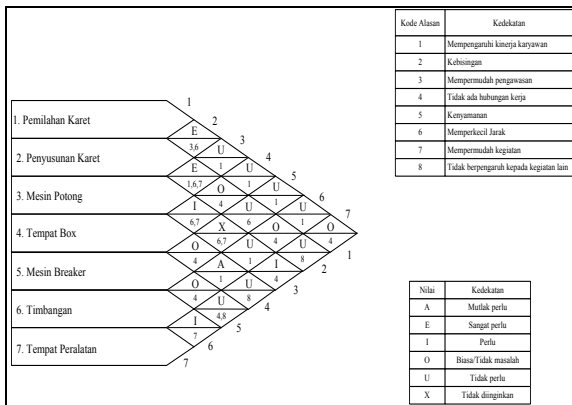 1
2
1. Pemilahan Karet
E
3
3,6 U
4
2. Penyusunan Karet
E 1 U
5
1,6,7 O 1 U
6
3. Mesin Potong
I 4 U 1 U
7
6,7 X 6 O 1 O
4. Tempat Box
O 6,7 U 4 U 4
1
4 A 1 I 8
2
5. Mesin Breaker
O 1 U 4
3
4 U 8
4
6. Timbangan
I 4,8
5
7
6
7. Tempat Peralatan
7
Kode Alasan Kedekatan
1 Mempengaruhi kinerja karyawan
2 Kebisingan
3 Mempermudah pengawasan
4 Tidak ada hubungan kerja
5 Kenyamanan
6 Memperkecil Jarak
7 Mempermudah kegiatan
8 Tidak berpengaruh kepada kegiatan lain
Nilai Kedekatan
A Mutlak perlu
E Sangat perlu
I Perlu
O Biasa/Tidak masalah
U Tidak perlu
X Tidak diinginkan